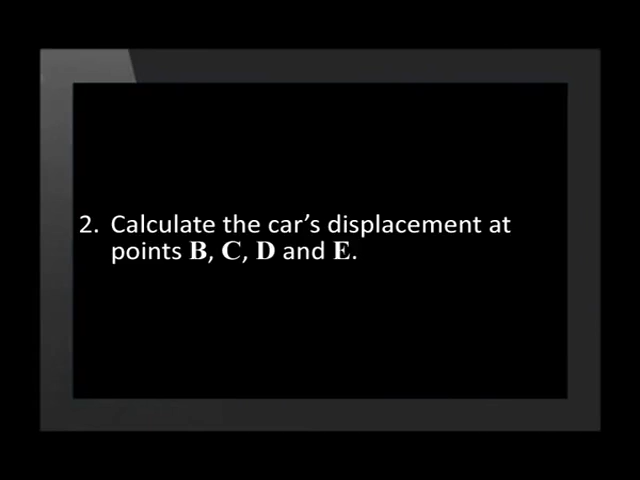 2. Calculate the car’s displacement at
points B, C, D and E.